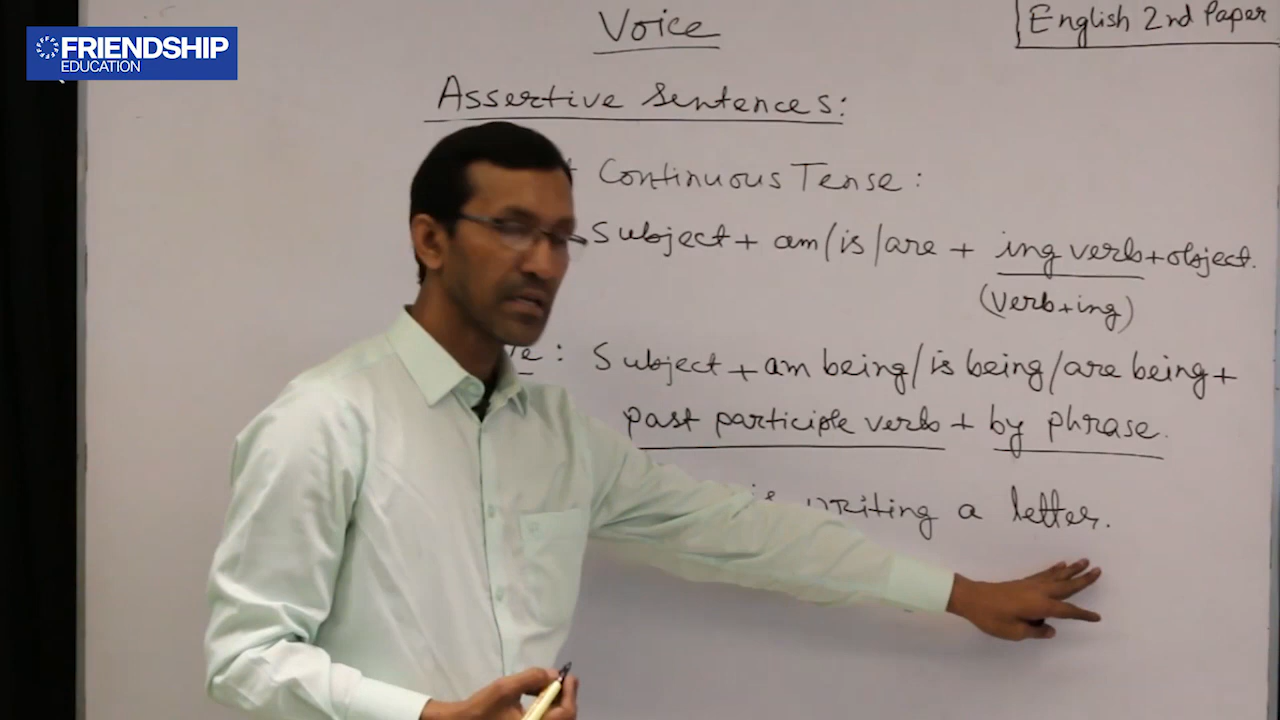 FRIENDSHIP
EDUCATION
Voice
English 2nd Paper
Assertive Sentences:
Continuous Tense:
Subject + am/is/are + ing verb + object.
(verb+ing)
Subject + am being/is being/are being +
past participle verb + by phrase.
is writing a letter.